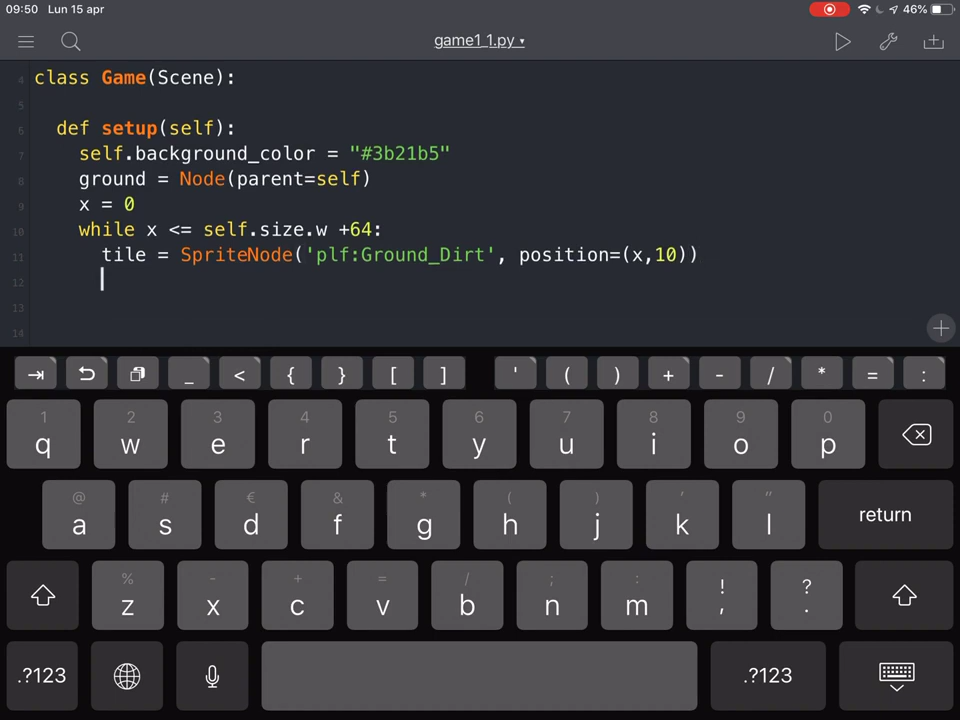 09:50 Lun 15 apr 46%
game1_1.py ▾
4 class Game(Scene):
5
6 def setup(self):
7 self.background_color = "#3b21b5"
8 ground = Node(parent=self)
9 x = 0
10 while x <= self.size.w +64:
11 tile = SpriteNode('plf:Ground_Dirt', position=(x,10))
12
13
14
_ < { } [ ] ' ( ) + - / * = :
1 2 3 4 5 6 7 8 9 0
q w e r t y u i o p
@ # € & * ( ) ' "
a s d f g h j k l return
% - + = / ; : ! ?
z x c v b n m , .
.?123 .?123